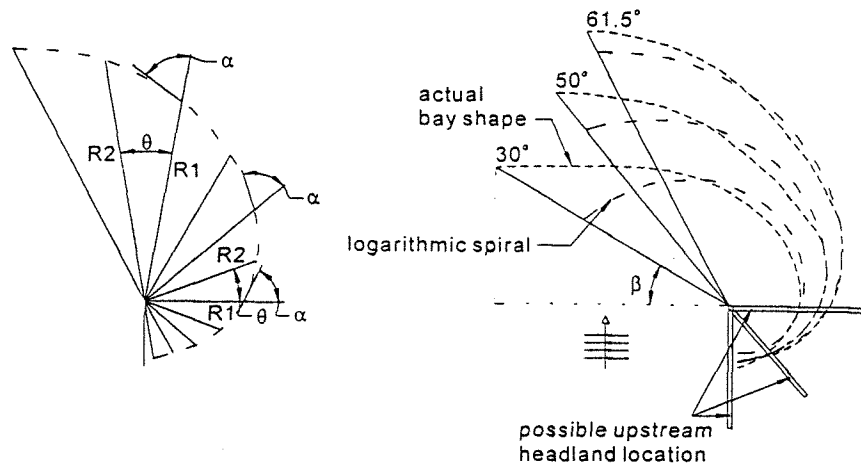 α
R2
θ
R1
α
R2
R1
θ
α
61.5°
50°
30°
actual
bay shape
logarithmic spiral
β
possible upstream
headland location